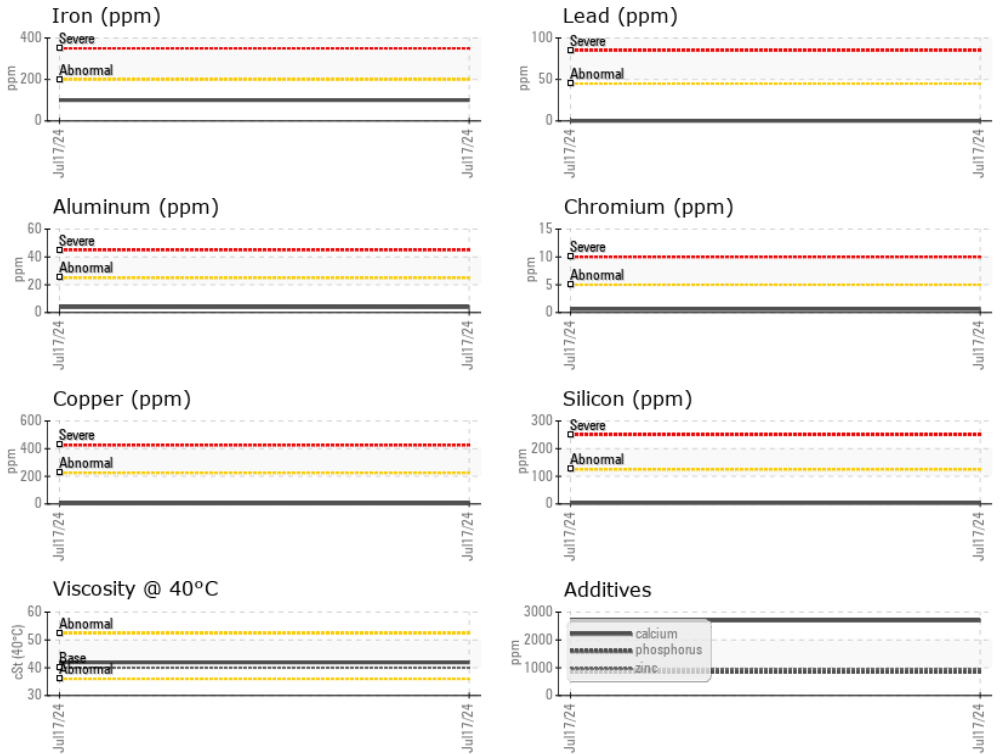 Iron (ppm)
400
200
0
ppm
Severe
Abnormal
Jul17/24
Jul17/24
Lead (ppm)
100
50
0
ppm
Severe
Abnormal
Jul17/24
Jul17/24
Aluminum (ppm)
60
40
20
0
ppm
Severe
Abnormal
Jul17/24
Jul17/24
Chromium (ppm)
15
10
5
0
ppm
Severe
Abnormal
Jul17/24
Jul17/24
Copper (ppm)
600
400
200
0
ppm
Severe
Abnormal
Jul17/24
Jul17/24
Silicon (ppm)
300
200
100
0
ppm
Severe
Abnormal
Jul17/24
Jul17/24
Viscosity @ 40°C
60
50
40
30
cSt (40°C)
Abnormal
Base
Abnormal
Jul17/24
Jul17/24
Additives
3000
2000
1000
0
ppm
calcium
phosphorus
zinc
Jul17/24
Jul17/24